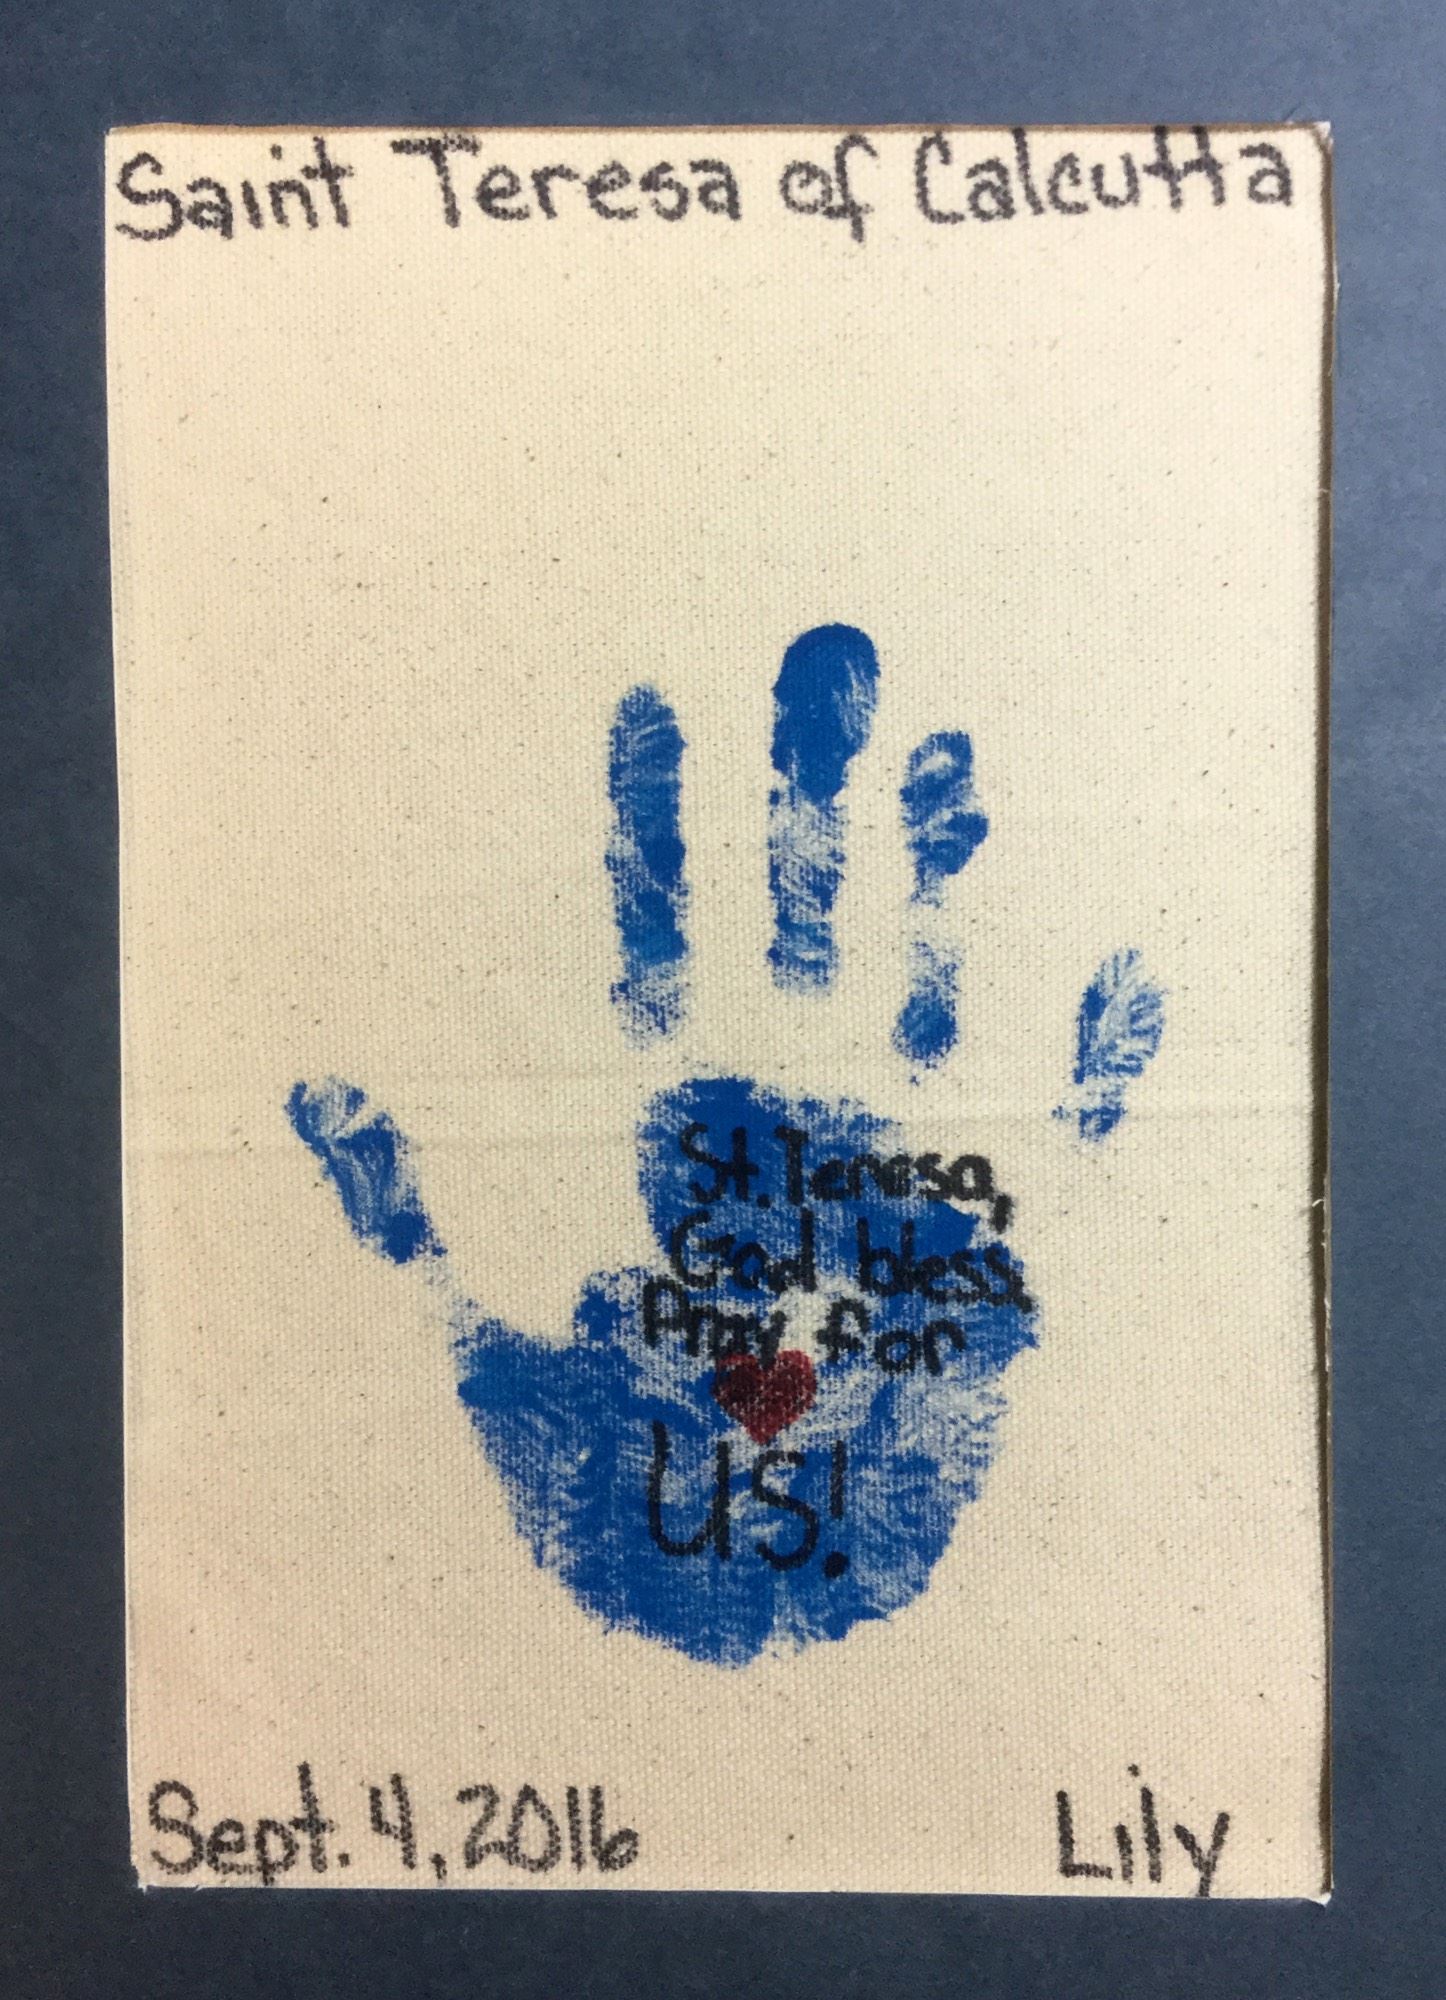 Saint Teresa of Calcutta
St. Teresa,
God bless.
Pray for
US!
Sept. 4, 2016
Lily